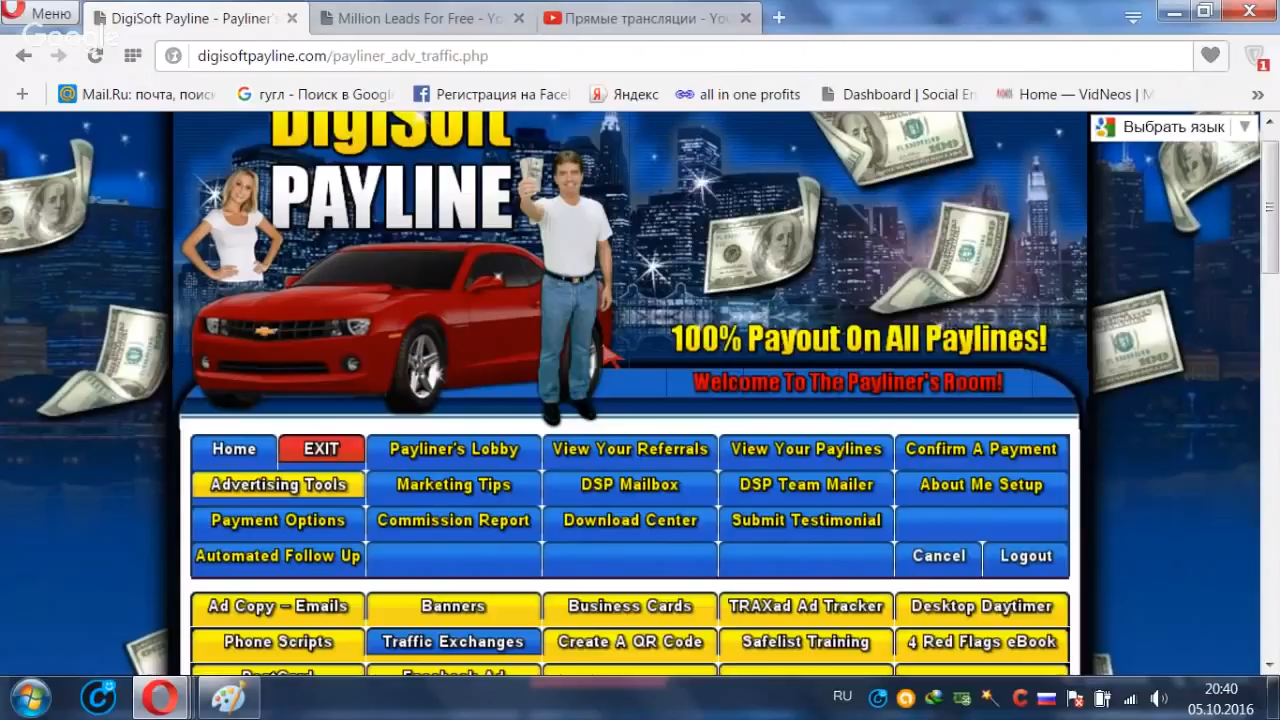 Меню
DigiSoft Payline - Payliner's
Million Leads For Free - Yo
Прямые трансляции - You
Google
digisoftpayline.com/payliner_adv_traffic.php
1
Mail.Ru: почта, поиск
гугл - Поиск в Google
Регистрация на Face
Яндекс
all in one profits
Dashboard | Social En
Home — VidNeos | M
Выбрать язык
DigiSoft
PAYLINE
100% Payout On All Paylines!
Welcome To The Payliner's Room!
Home
EXIT
Payliner's Lobby
View Your Referrals
View Your Paylines
Confirm A Payment
Advertising Tools
Marketing Tips
DSP Mailbox
DSP Team Mailer
About Me Setup
Payment Options
Commission Report
Download Center
Submit Testimonial
Automated Follow Up
Cancel
Logout
Ad Copy – Emails
Banners
Business Cards
TRAXad Ad Tracker
Desktop Daytimer
Phone Scripts
Traffic Exchanges
Create A QR Code
Safelist Training
4 Red Flags eBook
PostCard
Facebook Ad
RU
20:40
05.10.2016